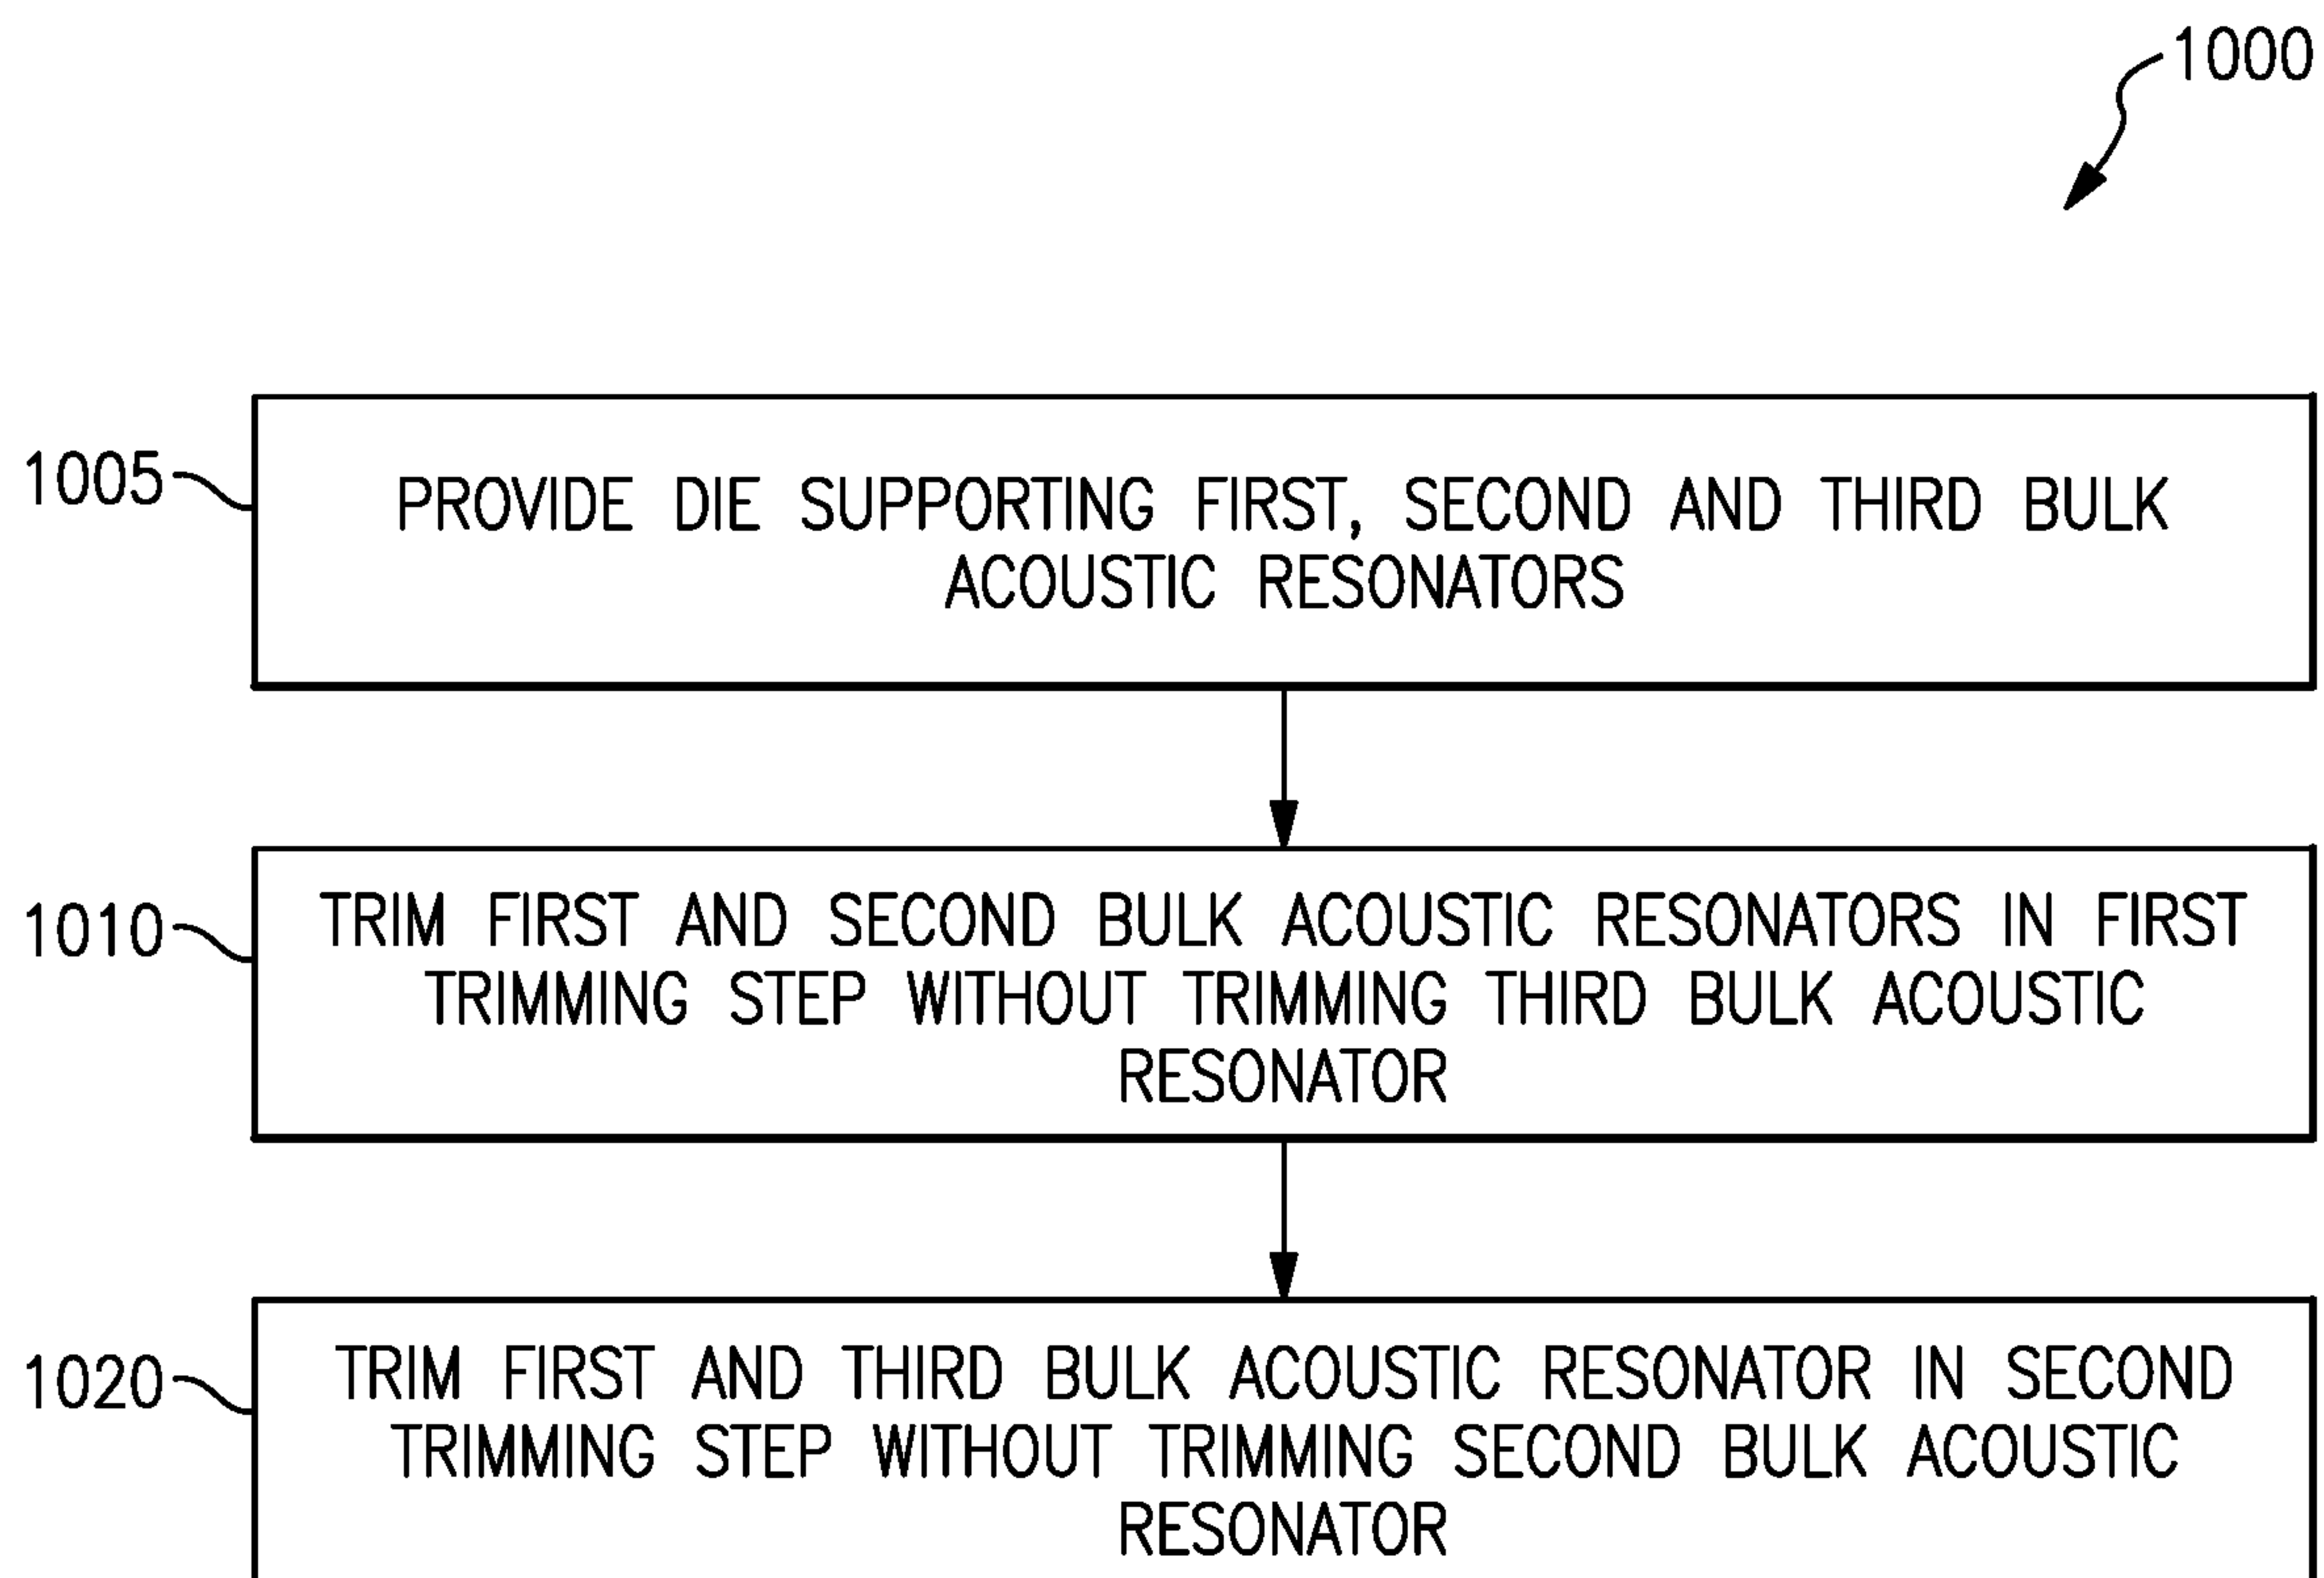 1000
1005
PROVIDE DIE SUPPORTING FIRST, SECOND AND THIRD BULK
ACOUSTIC RESONATORS
1010
TRIM FIRST AND SECOND BULK ACOUSTIC RESONATORS IN FIRST
TRIMMING STEP WITHOUT TRIMMING THIRD BULK ACOUSTIC
RESONATOR
1020
TRIM FIRST AND THIRD BULK ACOUSTIC RESONATOR IN SECOND
TRIMMING STEP WITHOUT TRIMMING SECOND BULK ACOUSTIC
RESONATOR